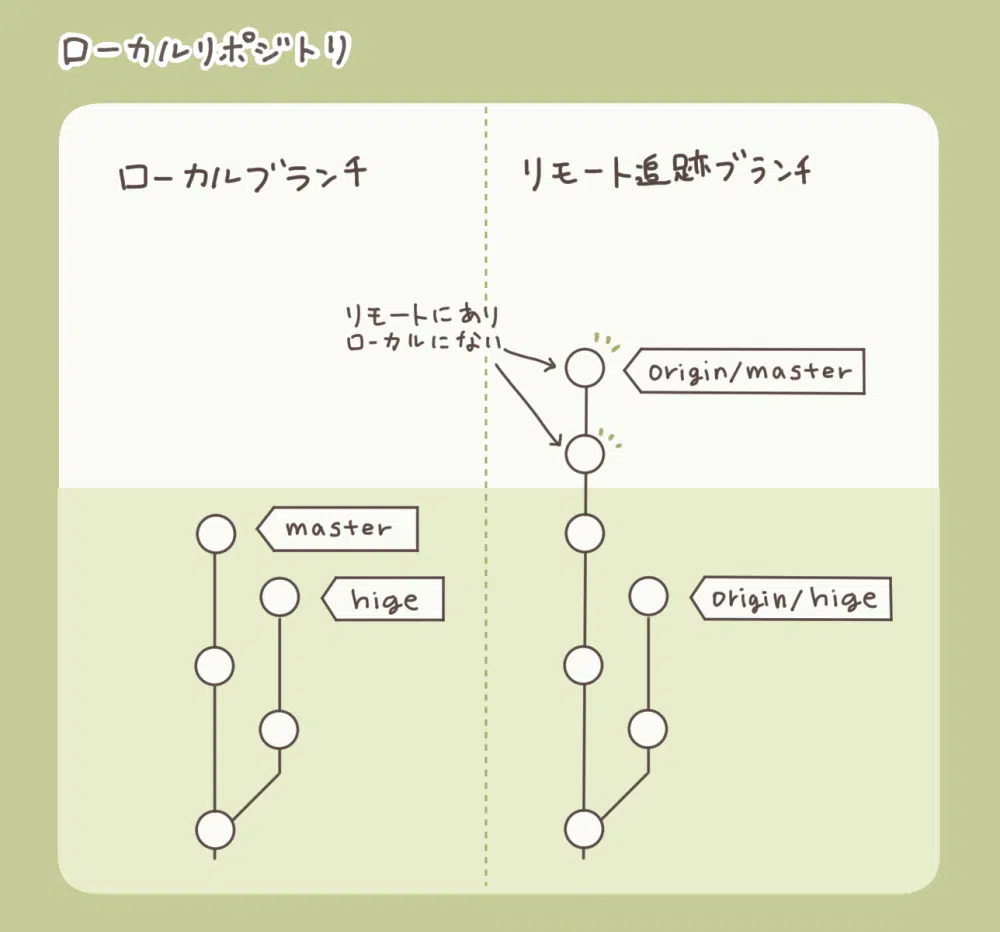 ローカルリポジトリ
ローカルブランチ
リモート追跡ブランチ
リモートにあり
ローカルにない
origin/master
master
hige
origin/hige